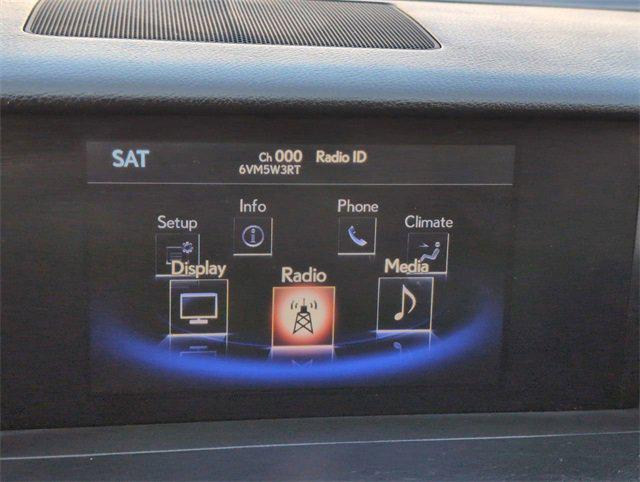 SAT Ch 000 Radio ID
6VM5W3RT
Info Phone
Setup Climate
Display Radio Media